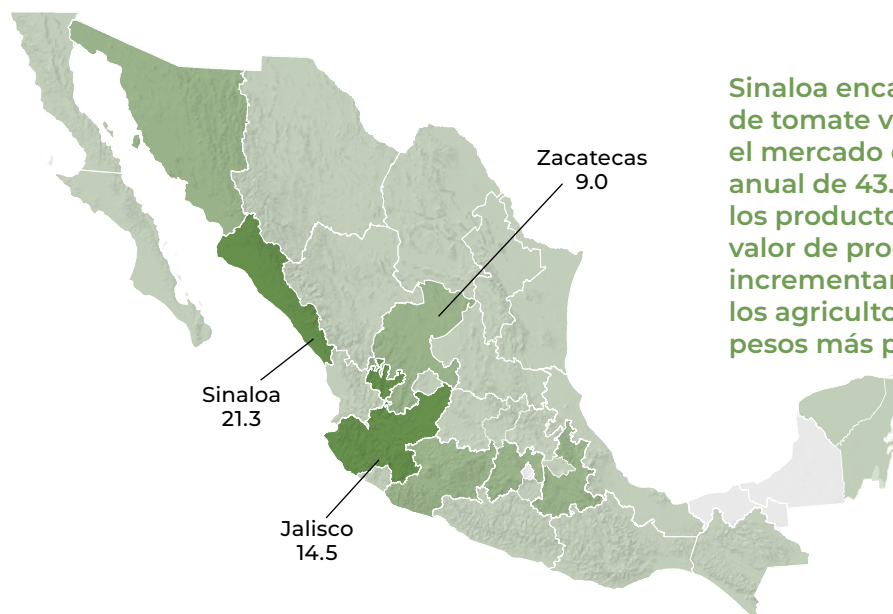 Sinaloa enca
de tomate v
el mercado
anual de 43.
los producto
valor de pro
incrementar
los agriculto
pesos más p
Zacatecas
9.0
Sinaloa
21.3
Jalisco
14.5